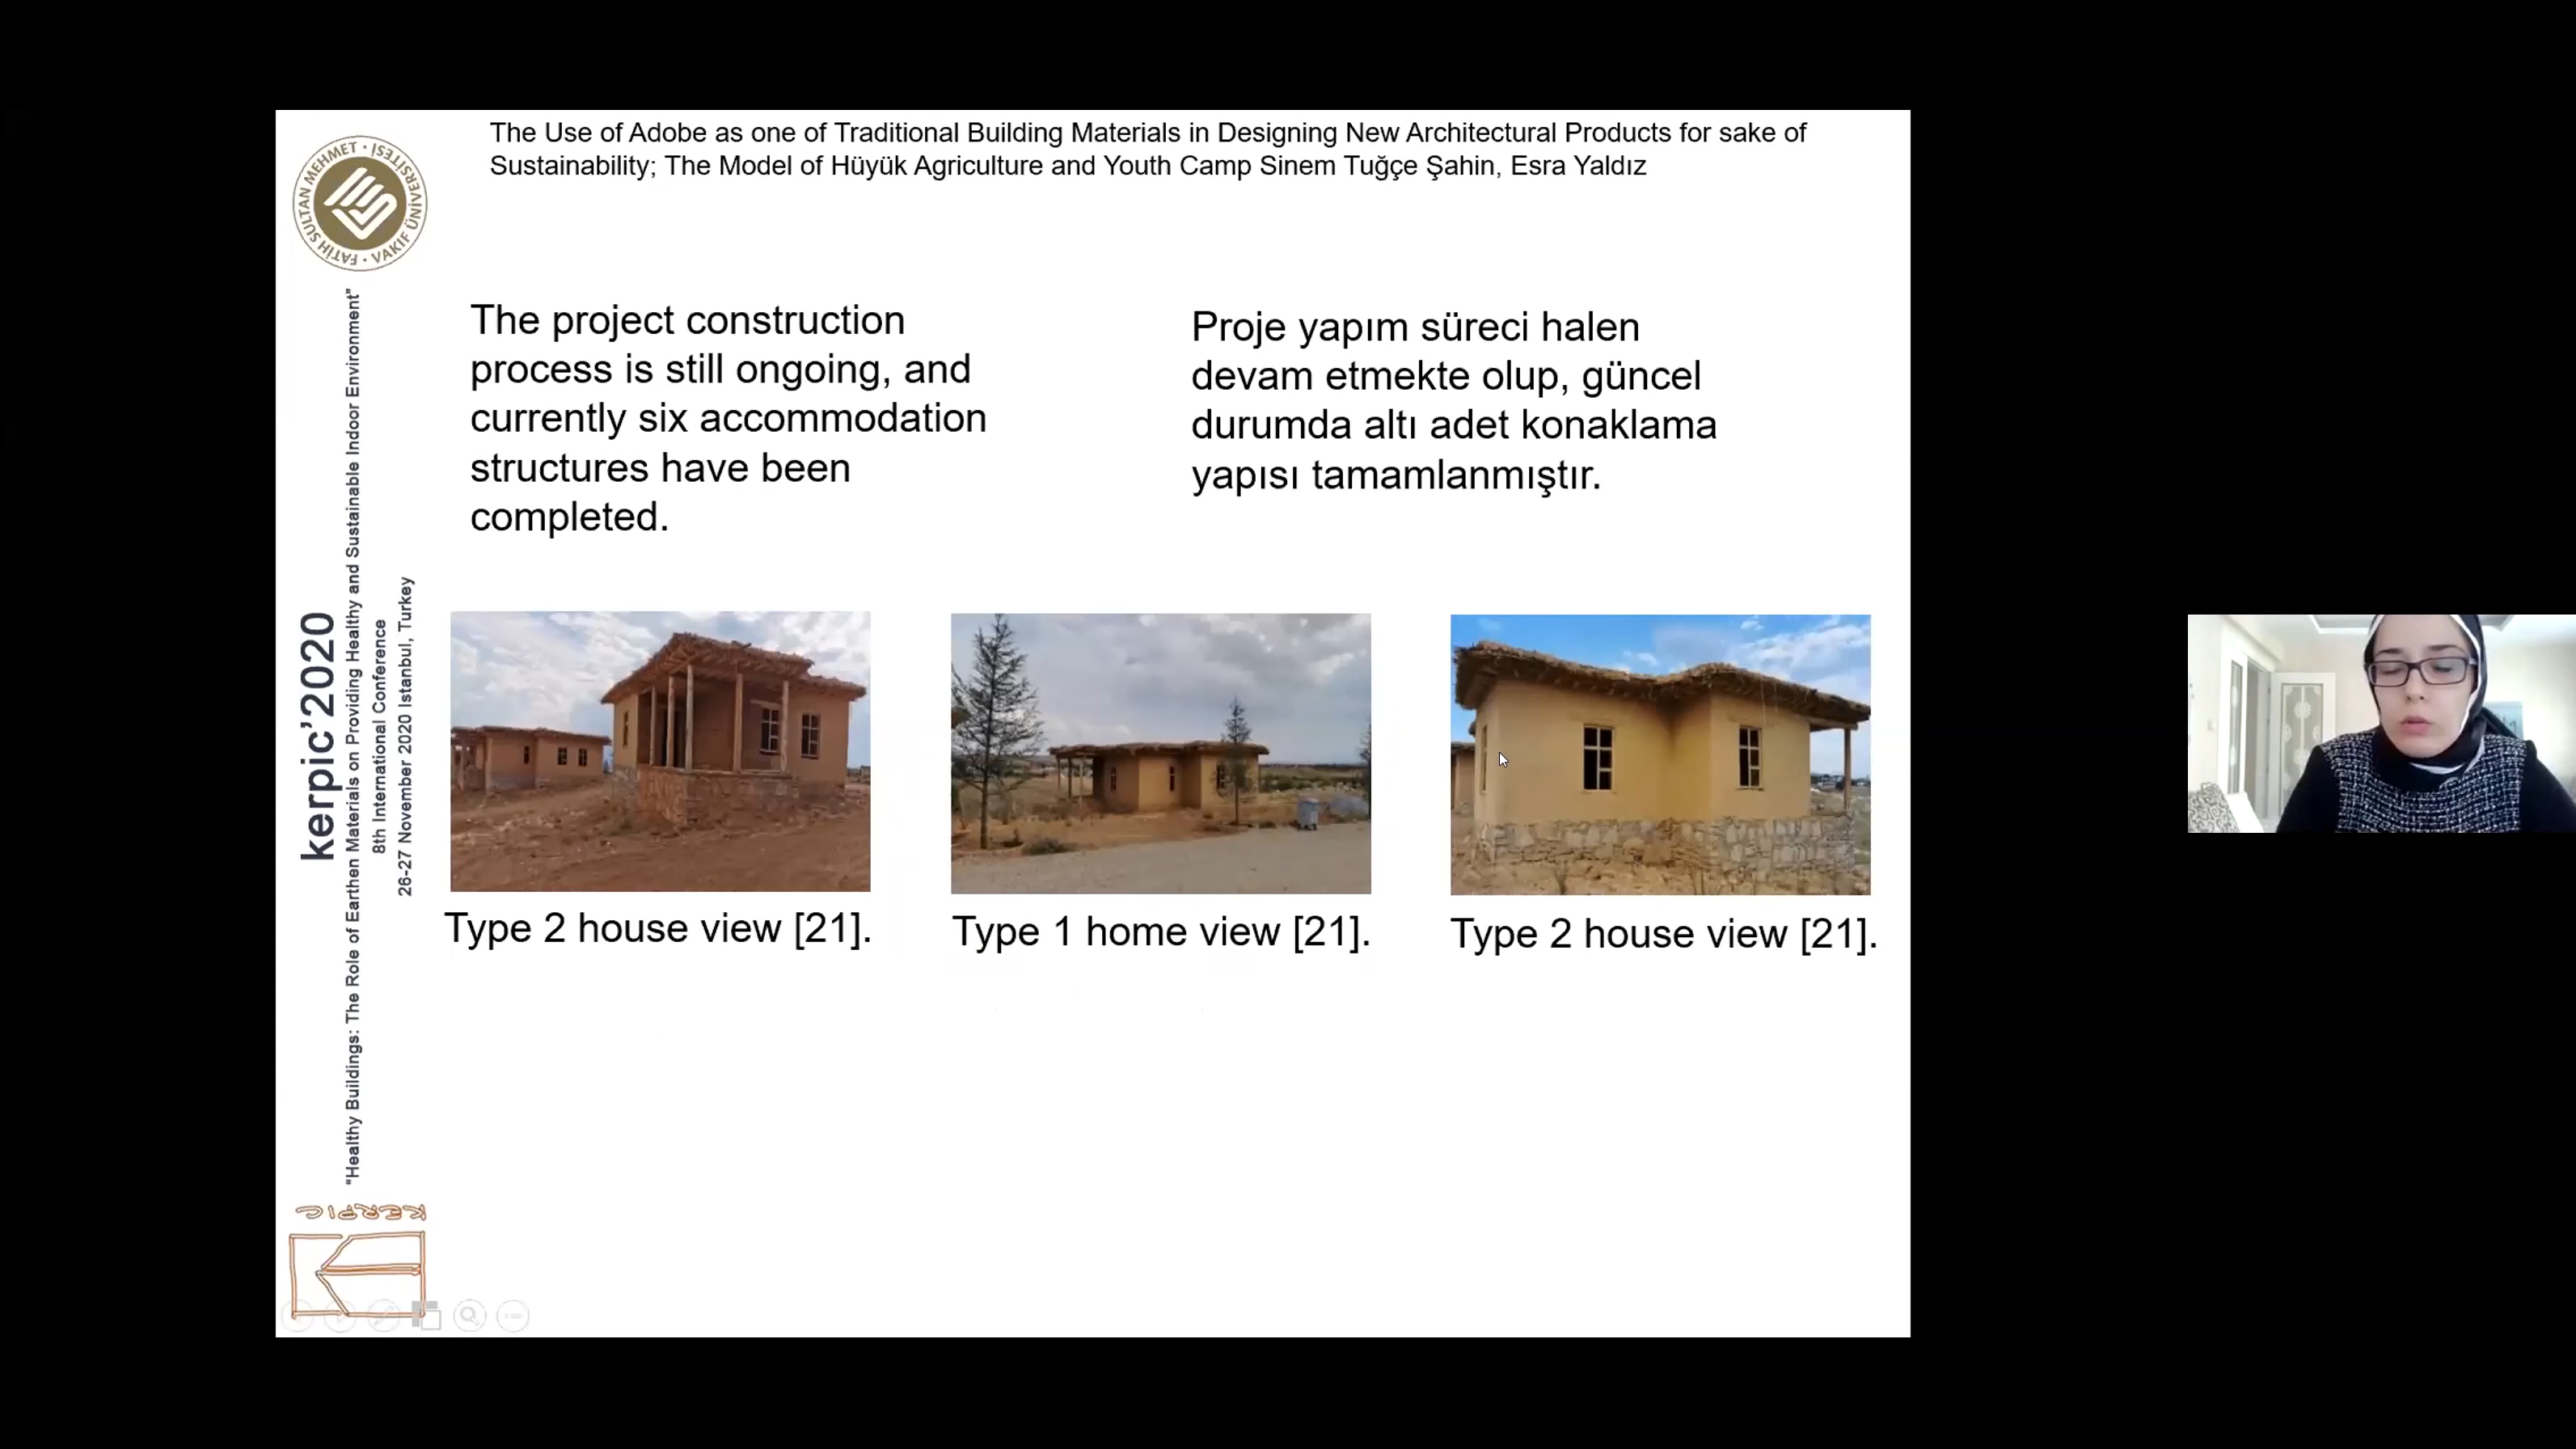 The Use of Adobe as one of Traditional Building Materials in Designing New Architectural Products for sake of
Sustainability; The Model of Hüyük Agriculture and Youth Camp Sinem Tuğçe Şahin, Esra Yaldız
FATİH SULTAN MEHMET • VAKIF ÜNİVERSİTESİ •
The project construction
process is still ongoing, and
currently six accommodation
structures have been
completed.
Proje yapım süreci halen
devam etmekte olup, güncel
durumda altı adet konaklama
yapısı tamamlanmıştır.
kerpic’2020
“Healthy Buildings: The Role of Earthen Materials on Providing Healthy and Sustainable Indoor Environment”
8th International Conference
26-27 November 2020 Istanbul, Turkey
Type 2 house view [21].
Type 1 home view [21].
Type 2 house view [21].
KERPIC